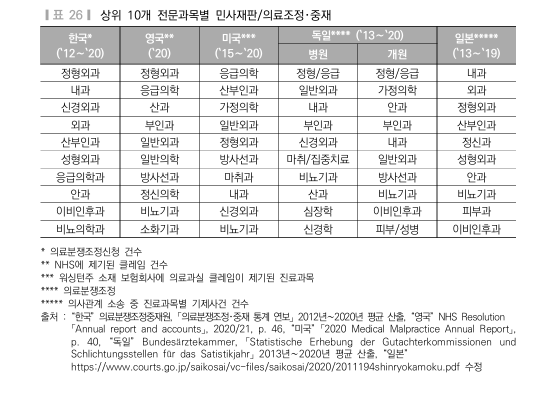 ┃표 26┃ 상위 10개 전문과목별 민사재판/의료조정·중재
한국* 영국** 미국*** 독일**** ('13~'20) 일본*****
('12~'20) ('20) ('15~'20) 병원 개원 ('13~'19)
정형외과 정형외과 응급의학 정형/응급 정형/응급 내과
내과 응급의학 산부인과 일반외과 가정의학 외과
신경외과 산과 가정의학 내과 안과 정형외과
외과 부인과 일반외과 부인과 부인과 산부인과
산부인과 일반외과 정형외과 신경외과 내과 정신과
성형외과 일반의학 방사선과 마취/집중치료 일반외과 성형외과
응급의학과 방사선과 마취과 비뇨기과 방사선과 안과
안과 정신의학 내과 산과 비뇨기과 비뇨기과
이비인후과 비뇨기과 신경외과 심장학 이비인후과 피부과
비뇨의학과 소화기과 비뇨기과 신경학 피부/성병 이비인후과
* 의료분쟁조정신청 건수
** NHS에 제기된 클레임 건수
*** 워싱턴주 소재 보험회사에 의료과실 클레임이 제기된 진료과목
**** 의료분쟁조정
***** 의사관계 소송 중 진료과목별 기제사건 건수
출처 : "한국" 의료분쟁조정중재원, 「의료분쟁조정·중재 통계 연보」 2012년~2020년 평균 산출, "영국" NHS Resolution
「Annual report and accounts」, 2020/21, p. 46, "미국" 「2020 Medical Malpractice Annual Report」,
p. 40, "독일" Bundesärztekammer, 「Statistische Erhebung der Gutachterkommissionen und
Schlichtungsstellen für das Satistikjahr」 2013년~2020년 평균 산출, "일본"
https://www.courts.go.jp/saikosai/vc-files/saikosai/2020/2011194shinryokamoku.pdf 수정